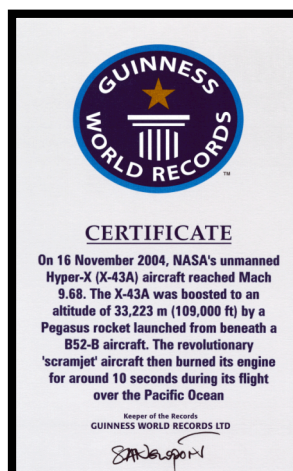 GUINNESS
WORLD RECORDS
TM
CERTIFICATE
On 16 November 2004, NASA's unmanned
Hyper-X (X-43A) aircraft reached Mach
9.68. The X-43A was boosted to an
altitude of 33,223 m (109,000 ft) by a
Pegasus rocket launched from beneath a
B52-B aircraft. The revolutionary
'scramjet' aircraft then burned its engine
for around 10 seconds during its flight
over the Pacific Ocean
Keeper of the Records
GUINNESS WORLD RECORDS LTD